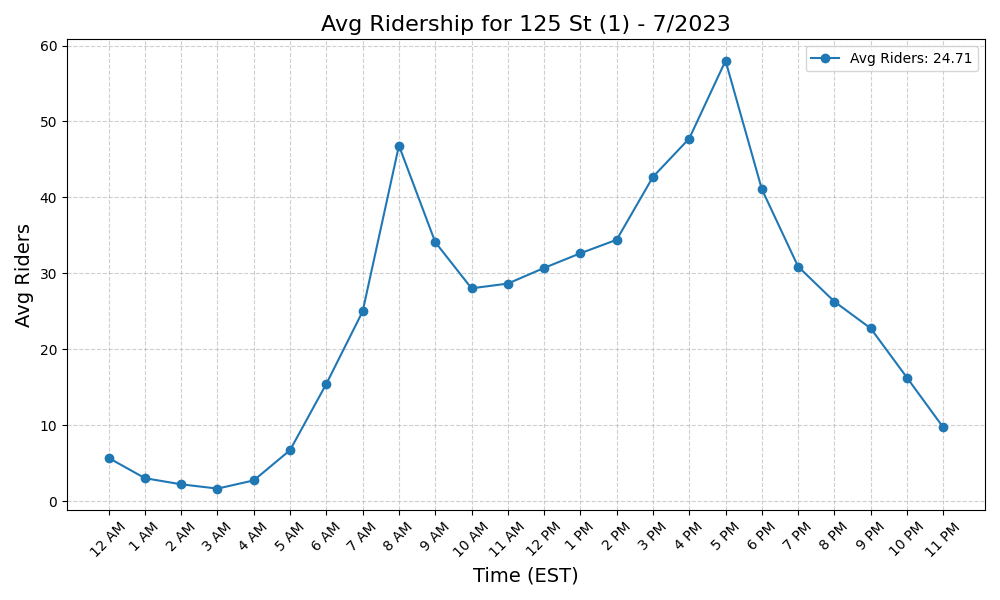 Avg Ridership for 125 St (1) - 7/2023
Avg Riders: 24.71
Avg Riders
60
50
40
30
20
10
0
12 AM
1 AM
2 AM
3 AM
4 AM
5 AM
6 AM
7 AM
8 AM
9 AM
10 AM
11 AM
12 PM
1 PM
2 PM
3 PM
4 PM
5 PM
6 PM
7 PM
8 PM
9 PM
10 PM
11 PM
Time (EST)